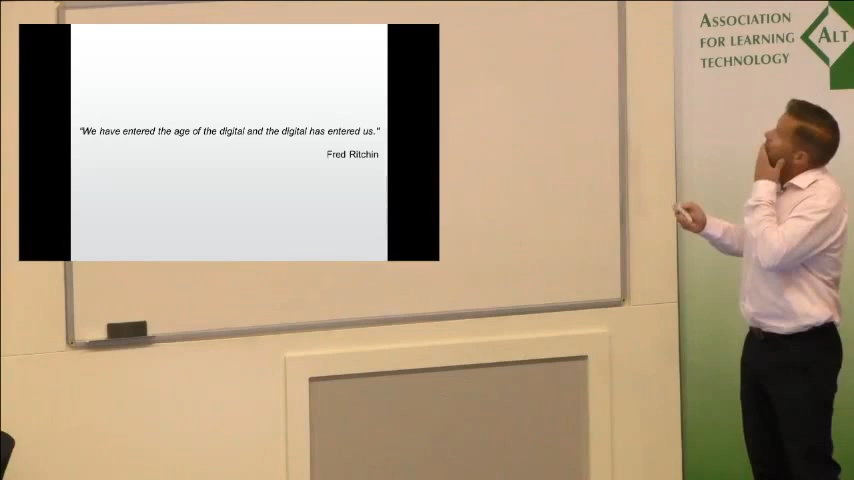 "We have entered the age of the digital and the digital has entered us."
Fred Ritchin
ASSOCIATION
FOR LEARNING
TECHNOLOGY
ALT